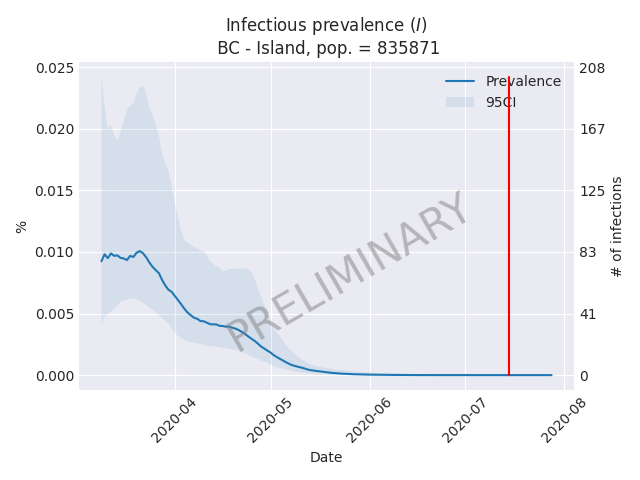 Infectious prevalence (I)
BC - Island, pop. = 835871
0.025
0.020
0.015
0.010
0.005
0.000
%
208
167
125
83
41
0
# of infections
Prevalence
95CI
PRELIMINARY
2020-04
2020-05
2020-06
2020-07
2020-08
Date